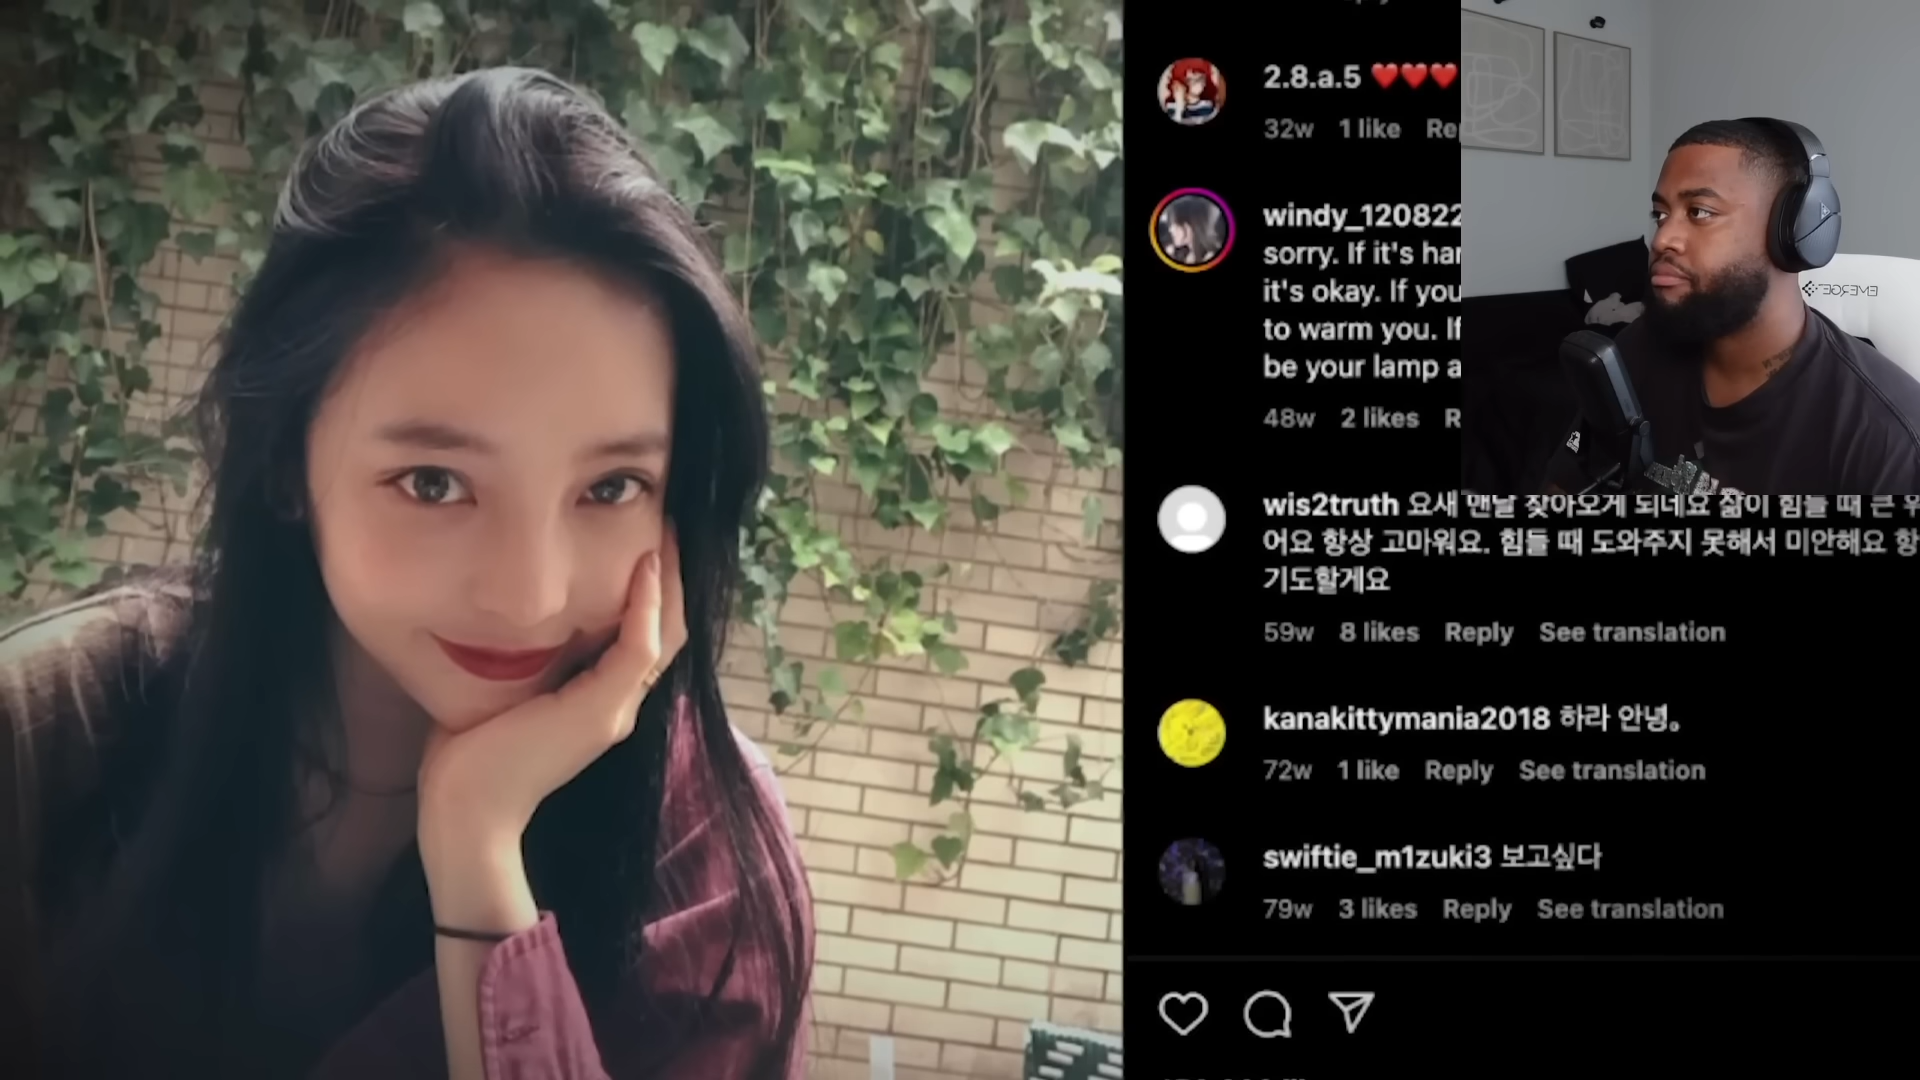 2.8.a.5 ❤️❤️❤️
32w 1 like
windy_120822
sorry. If it's
it's okay. If you
to warm you. If
be your lamp
48w 2 likes
wis2truth 요새 맨날 찾아오게 되네요 삶이 힘들 때 큰
어요 항상 고마워요. 힘들 때 도와주지 못해서 미안해요
기도할게요
59w 8 likes Reply See translation
kanakittymania2018 하라 안녕。
72w 1 like Reply See translation
swiftie_m1zuki3 보고싶다
79w 3 likes Reply See translation